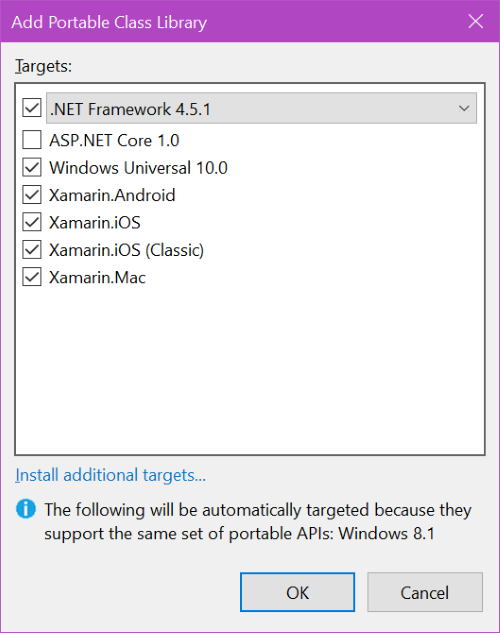 Add Portable Class Library
Targets:
.NET Framework 4.5.1
ASP.NET Core 1.0
Windows Universal 10.0
Xamarin.Android
Xamarin.iOS
Xamarin.iOS (Classic)
Xamarin.Mac
Install additional targets...
The following will be automatically targeted because they
support the same set of portable APIs: Windows 8.1
OK
Cancel